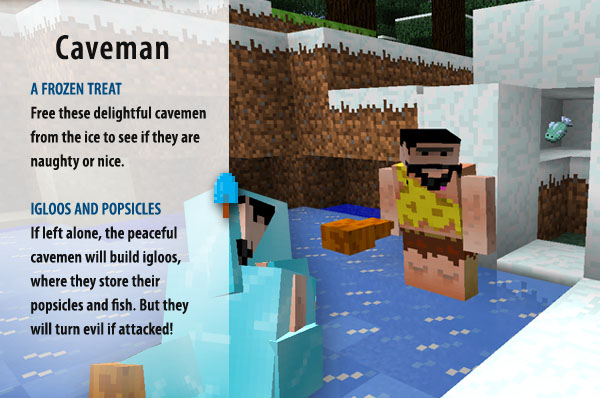 Caveman
A FROZEN TREAT
Free these delightful cavemen
from the ice to see if they are
naughty or nice.
IGLOOS AND POPSICLES
If left alone, the peaceful
cavemen will build igloos,
where they store their
popsicles and fish. But they
will turn evil if attacked!